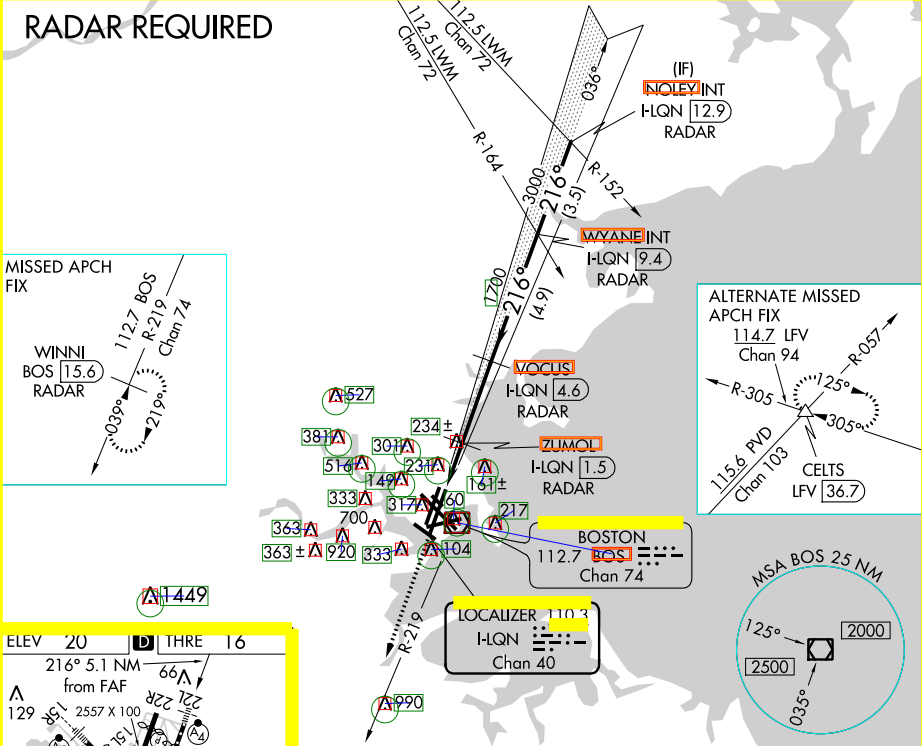 RADAR REQUIRED
112.5 LWM
Chan 72
112.5 LWM
Chan 72
036°
(IF)
NOLEY INT
I-LQN 12.9
RADAR
R-164
R-152
3000
216°
(3.5)
WYANE INT
I-LQN 9.4
RADAR
1700
216°
(4.9)
MISSED APCH
FIX
112.7 BOS
R-219
Chan 74
WINNI
BOS 15.6
RADAR
039°
219°
ALTERNATE MISSED
APCH FIX
114.7 LFV
Chan 94
R-057
R-305
125°
305°
115.6 PVD
Chan 103
CELTS
LFV 36.7
VOCUS
I-LQN 4.6
RADAR
527
381
301
234 ±
ZUMOL
I-LQN 1.5
RADAR
516
149
231
161 ±
333
317
60
217
363
700
363 ±
920
333
104
BOSTON
112.7 BOS
Chan 74
1449
R-219
LOCALIZER 110.3
I-LQN
Chan 40
990
MSA BOS 25 NM
125°
2000
2500
035°
ELEV 20
D
THRE 16
216° 5.1 NM
from FAF
99
129
2557 X 100
22R
22L
15R
15L
A4